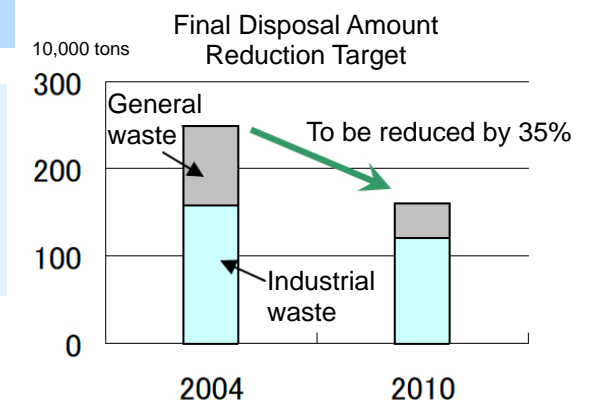 Final Disposal Amount
Reduction Target
10,000 tons
300
General
waste
To be reduced by 35%
200
100
Industrial
waste
0
2004 2010